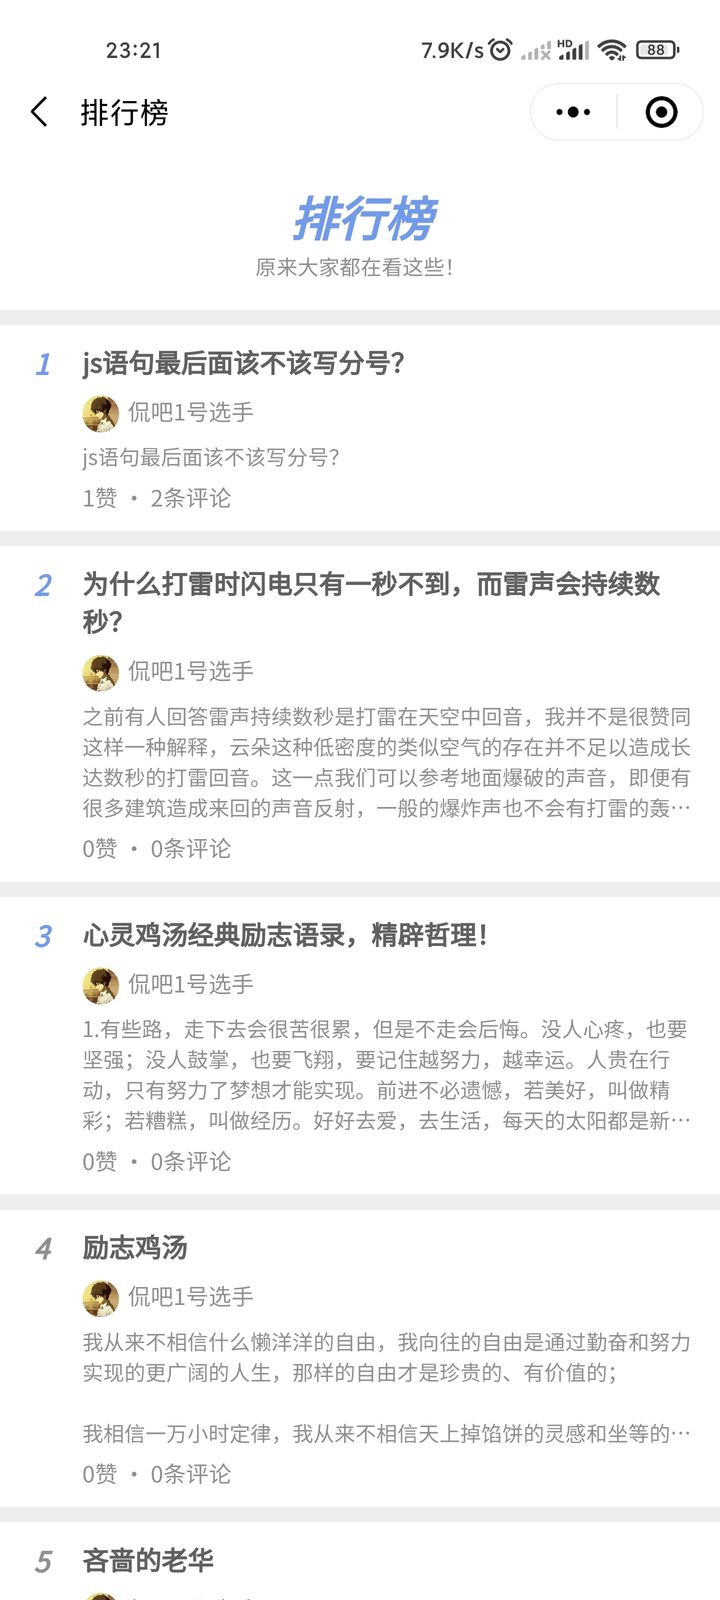 23:21
7.9K/s
HD
88
排行榜
排行榜
原来大家都在看这些！
1
js语句最后面该不该写分号？
侃吧1号选手
js语句最后面该不该写分号？
1赞 · 2条评论
2
为什么打雷时闪电只有一秒不到，而雷声会持续数
秒？
侃吧1号选手
之前有人回答雷声持续数秒是打雷在天空中回音，我并不是很赞同
这样一种解释，云朵这种低密度的类似空气的存在并不足以造成长
达数秒的打雷回音。这一点我们可以参考地面爆破的声音，即便有
很多建筑造成来回的声音反射，一般的爆炸声也不会有打雷的轰…
0赞 · 0条评论
3
心灵鸡汤经典励志语录，精辟哲理！
侃吧1号选手
1.有些路，走下去会很苦很累，但是不走会后悔。没人心疼，也要
坚强；没人鼓掌，也要飞翔，要记住越努力，越幸运。人贵在行
动，只有努力了梦想才能实现。前进不必遗憾，若美好，叫做精
彩；若糟糕，叫做经历。好好去爱，去生活，每天的太阳都是新…
0赞 · 0条评论
4
励志鸡汤
侃吧1号选手
我从来不相信什么懒洋洋的自由，我向往的自由是通过勤奋和努力
实现的更广阔的人生，那样的自由才是珍贵的、有价值的；
我相信一万小时定律，我从来不相信天上掉馅饼的灵感和坐等的…
0赞 · 0条评论
5
吝啬的老华